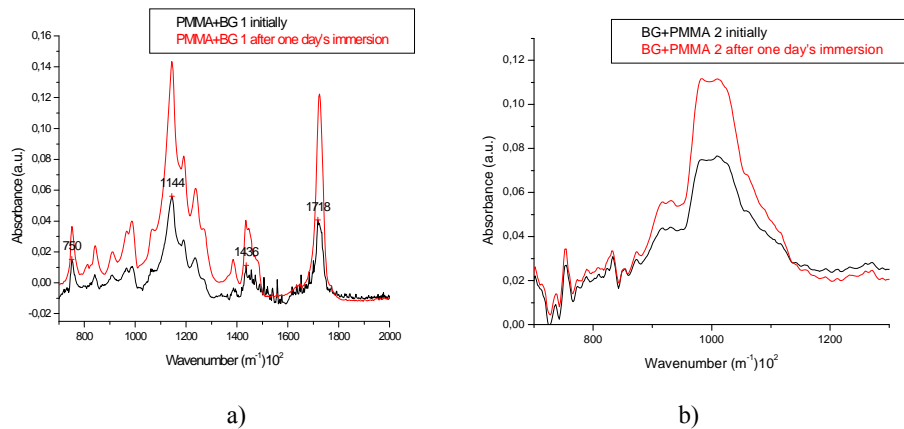 PMMA+BG 1 initially
PMMA+BG 1 after one day's immersion
0,16
0,14
0,12
0,10
0,08
0,06
0,04
0,02
0,00
-0,02
Absorbance (a.u.)
750
1144
1436
1718
800 1000 1200 1400 1600 1800 2000
Wavenumber (m⁻¹)10²
a)
BG+PMMA 2 initially
BG+PMMA 2 after one day's immersion
0,12
0,10
0,08
0,06
0,04
0,02
0,00
Absorbance (a.u.)
800 1000 1200
Wavenumber (m⁻¹)10²
b)